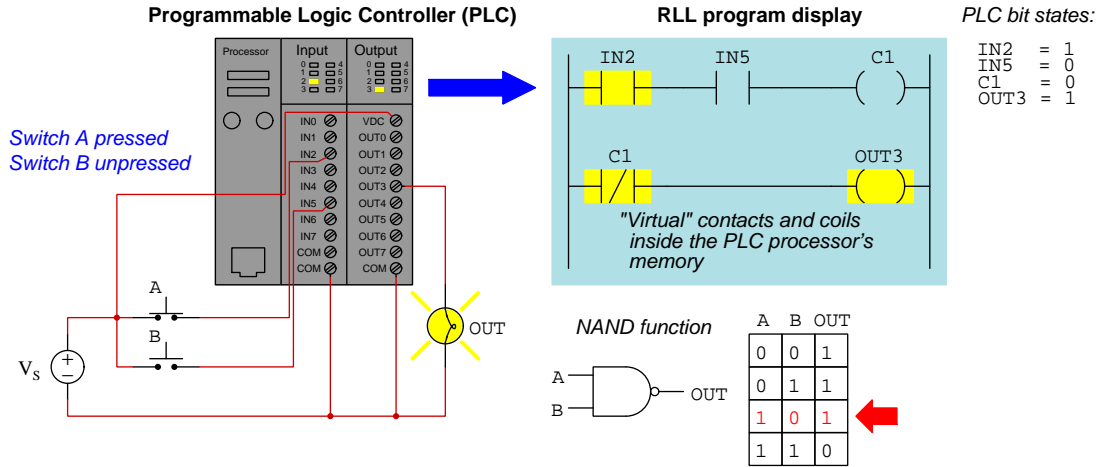 Programmable Logic Controller (PLC)
RLL program display
PLC bit states:
Processor
Input
Output
0 4
1 5
2 6
3 7
0 4
1 5
2 6
3 7
IN0
IN1
IN2
IN3
IN4
IN5
IN6
IN7
COM
COM
VDC
OUT0
OUT1
OUT2
OUT3
OUT4
OUT5
OUT6
OUT7
COM
Switch A pressed
Switch B unpressed
A
B
VS
+
−
OUT
IN2 IN5 C1
C1 OUT3
"Virtual" contacts and coils
inside the PLC processor's
memory
IN2 = 1
IN5 = 0
C1 = 0
OUT3 = 1
NAND function
A
B
OUT
A B OUT
0 0 1
0 1 1
1 0 1
1 1 0